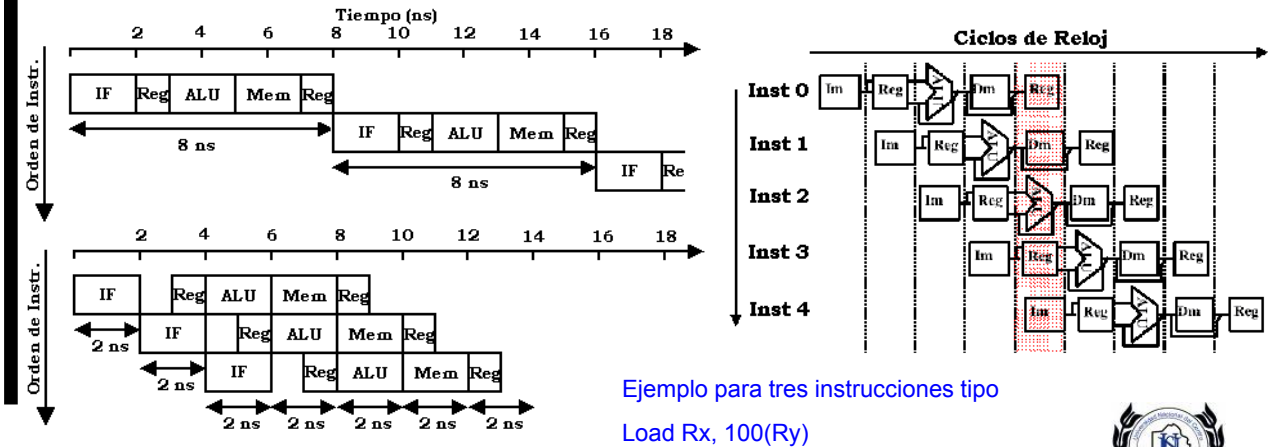 Tiempo (ns)
2 4 6 8 10 12 14 16 18
Orden de Instr.
IF Reg ALU Mem Reg
8 ns
IF Reg ALU Mem Reg
8 ns
IF Re
2 4 6 8 10 12 14 16 18
Orden de Instr.
IF Reg ALU Mem Reg
2 ns
IF Reg ALU Mem Reg
2 ns
IF Reg ALU Mem Reg
2 ns 2 ns 2 ns 2 ns 2 ns
Ciclos de Reloj
Inst 0 Im Reg ALU Dm Reg
Inst 1 Im Reg ALU Dm Reg
Inst 2 Im Reg ALU Dm Reg
Inst 3 Im Reg ALU Dm Reg
Inst 4 Im Reg ALU Dm Reg
Ejemplo para tres instrucciones tipo
Load Rx, 100(Ry)